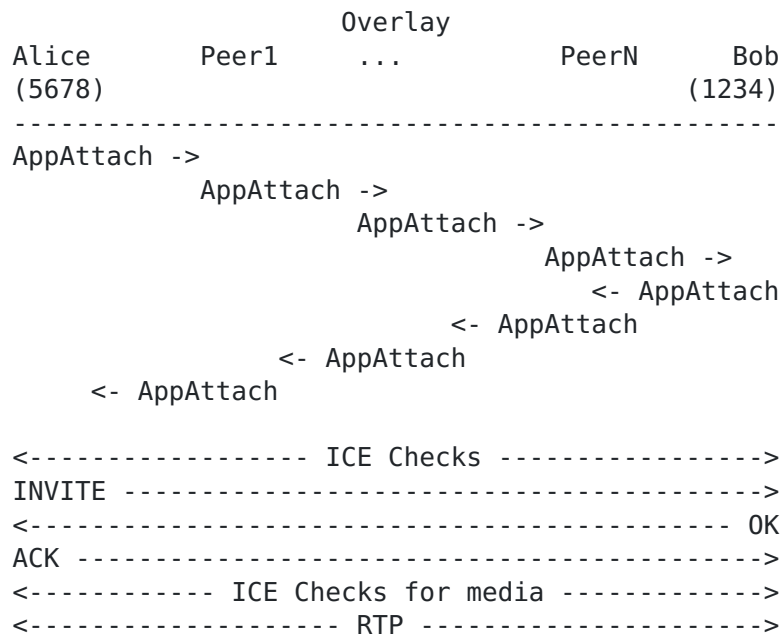 Overlay
Alice       Peer1     ...          PeerN       Bob
(5678)                                     (1234)
-------------------------------------------------
AppAttach ->
            AppAttach ->
                      AppAttach ->
                                  AppAttach ->
                                     <- AppAttach
                            <- AppAttach
                 <- AppAttach
     <- AppAttach

<------------------ ICE Checks ----------------->
INVITE ----------------------------------------->
<--------------------------------------------- OK
ACK -------------------------------------------->
<------------ ICE Checks for media ------------->
<-------------------- RTP ---------------------->